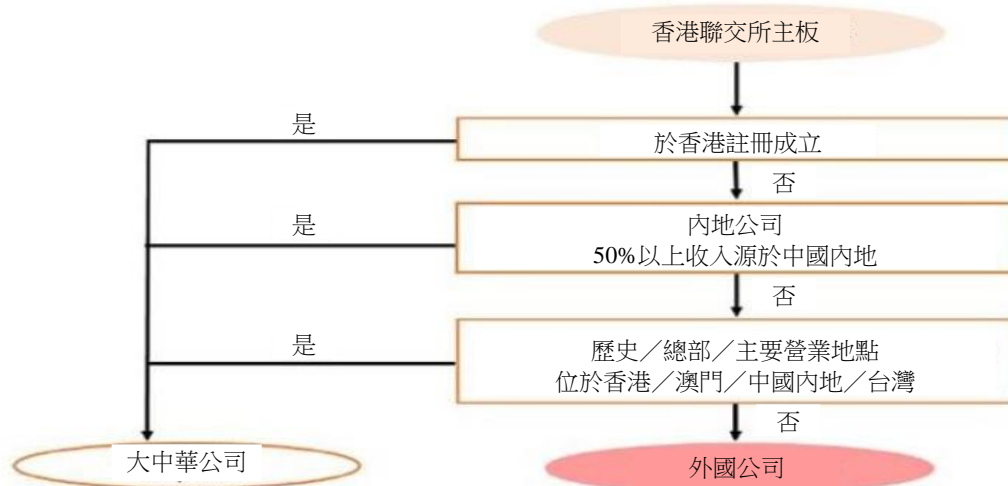 香港聯交所主板
是
於香港註冊成立
否
是
內地公司
50%以上收入源於中國內地
否
是
歷史／總部／主要營業地點
位於香港／澳門／中國內地／台灣
否
大中華公司
外國公司